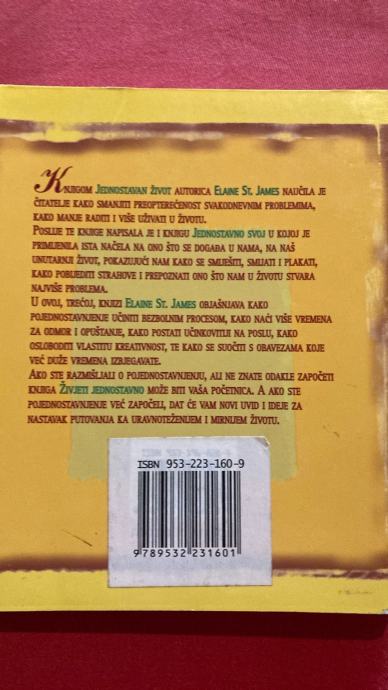 Knjigom Jednostavan život autorica Elaine St. James naučila je
čitatelje kako smanjiti preopterećenost svakodnevnim problemima,
kako manje raditi i više uživati u životu.
Poslije te knjige napisala je i knjigu Jednostavno svoj u kojoj je
primijenila ista načela na ono što se događa u nama, na naš
unutarnji život, pokazujući nam kako se smiješiti, smijati i plakati,
kako pobijediti strahove i prepoznati ono što nam u životu stvara
najviše problema.
U ovoj, trećoj, knjizi Elaine St. James objašnjava kako
pojednostavnjenje učiniti bezbolnim procesom, kako naći više vremena
za odmor i opuštanje, kako postati učinkovitiji na poslu, kako
osloboditi vlastitu kreativnost, te kako se suočiti s obavezama koje
već duže vremena izbjegavate.
Ako ste razmišljali o pojednostavnjenju, ali ne znate odakle započeti
knjiga Živjeti jednostavno može biti vaša početnica. A ako ste
pojednostavnjenje već započeli, dat će vam novi uvid i ideje za
nastavak putovanja ka uravnoteženijem i mirnijem životu.
ISBN 953-223-160-9
9 789532 231601